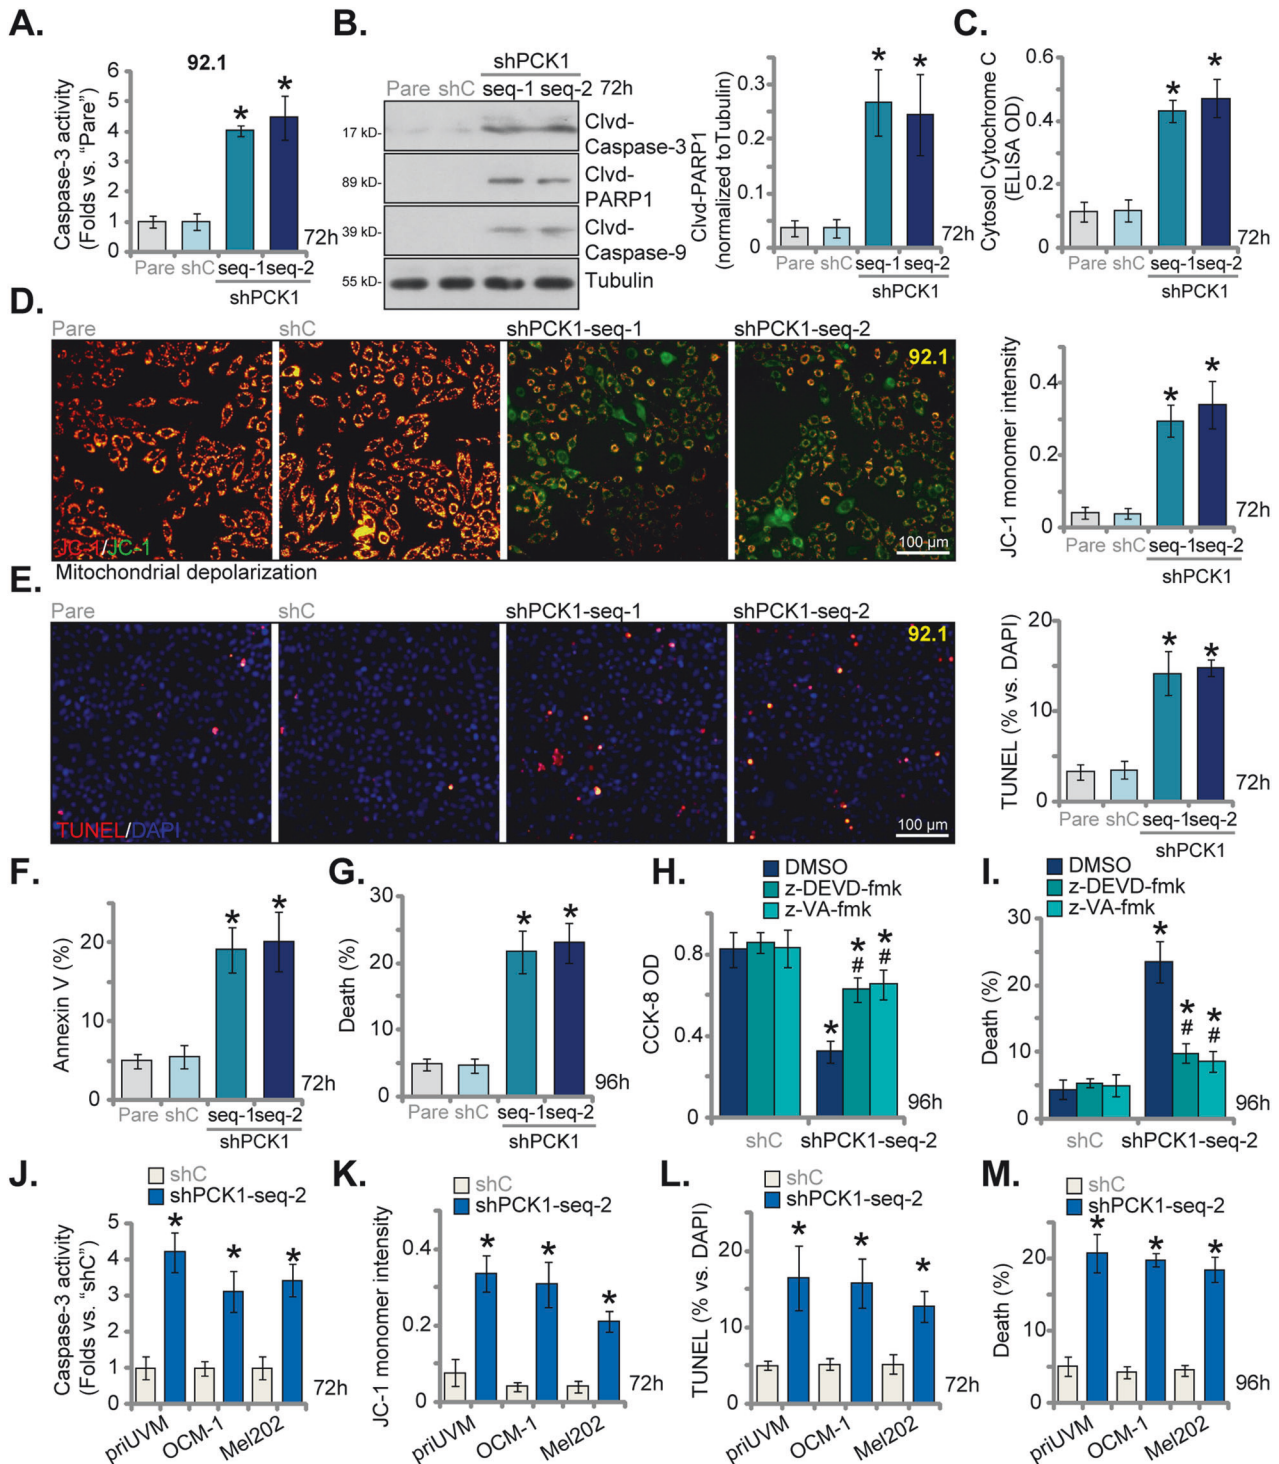 A.
92.1
Caspase-3 activity
(Folds vs. “Pare”)
6
5
4
3
2
1
0
*
*
72h
Pare shC seq-1 seq-2
shPCK1
B.
shPCK1
Pare shC seq-1 seq-2 72h
17 kD-
Clvd-
Caspase-3
89 kD-
Clvd-
PARP1
39 kD-
Clvd-
Caspase-9
55 kD-
Tubulin
Clvd-PARP1
(normalized toTubulin)
0.3
0.2
0.1
0
*
*
72h
Pare shC seq-1 seq-2
shPCK1
C.
Cytosol Cytochrome C
(ELISA OD)
0.6
0.4
0.2
0
*
*
72h
Pare shC seq-1seq-2
shPCK1
D.
Pare
shC
shPCK1-seq-1
shPCK1-seq-2
92.1
JC-1/JC-1
100 µm
Mitochondrial depolarization
JC-1 monomer intensity
0.4
0.2
0
*
*
72h
Pare shC seq-1seq-2
shPCK1
E.
Pare
shC
shPCK1-seq-1
shPCK1-seq-2
92.1
TUNEL/DAPI
100 µm
TUNEL (% vs. DAPI)
20
10
0
*
*
72h
Pare shC seq-1seq-2
shPCK1
F.
Annexin V (%)
20
10
0
*
*
72h
Pare shC seq-1seq-2
shPCK1
G.
Death (%)
30
20
10
0
*
*
96h
Pare shC seq-1seq-2
shPCK1
H.
DMSO
z-DEVD-fmk
z-VA-fmk
CCK-8 OD
0.8
0.4
0
*
*
#
*
#
96h
shC shPCK1-seq-2
I.
DMSO
z-DEVD-fmk
z-VA-fmk
Death (%)
30
20
10
0
*
*
#
*
#
96h
shC shPCK1-seq-2
J.
shC
shPCK1-seq-2
Caspase-3 activity
(Folds vs. “shC”)
5
4
3
2
1
0
*
*
*
72h
priUVM OCM-1 Mel202
K.
shC
shPCK1-seq-2
JC-1 monomer intensity
0.4
0.2
0
*
*
*
72h
priUVM OCM-1 Mel202
L.
shC
shPCK1-seq-2
TUNEL (% vs. DAPI)
20
10
0
*
*
*
72h
priUVM OCM-1 Mel202
M.
shC
shPCK1-seq-2
Death (%)
20
10
0
*
*
*
96h
priUVM OCM-1 Mel202